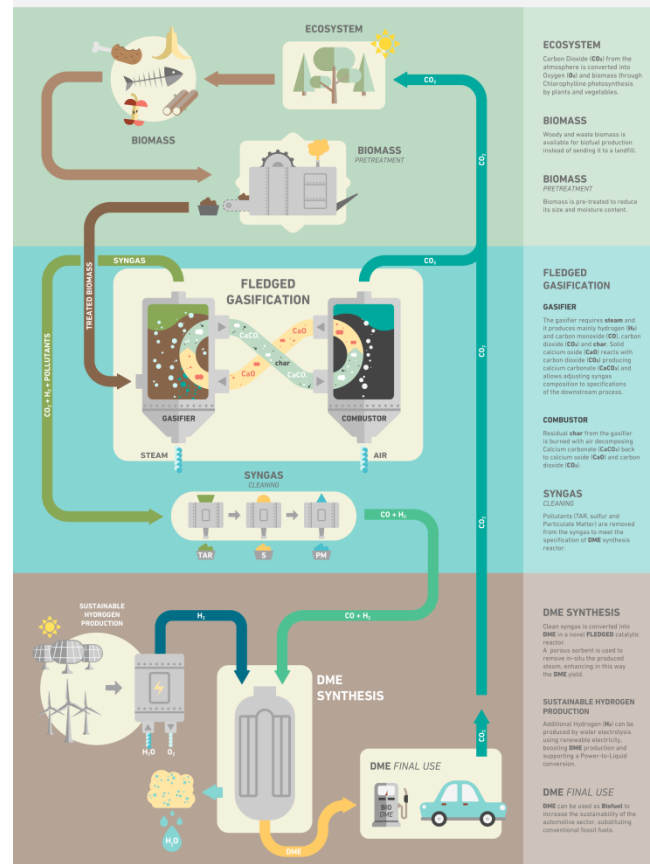 ECOSYSTEM
CO₂
BIOMASS
BIOMASS
PRETREATMENT
SYNGAS
CO₂
CO₂
TREATED BIOMASS
CO₂ + H₂ + POLLUTANTS
FLEDGED
GASIFICATION
CaCO₃
CaO
char
CaO
CaCO₃
GASIFIER
COMBUSTOR
STEAM
AIR
CO₂
SYNGAS
CLEANING
CO + H₂
TAR
S
PM
CO₂
SUSTAINABLE
HYDROGEN
PRODUCTION
H₂
CO + H₂
DME
SYNTHESIS
H₂O
O₂
CO₂
DME FINAL USE
BIO
DME
H₂O
DME
ECOSYSTEM
Carbon Dioxide (CO₂) from the
atmosphere is converted into
Oxygen (O₂) and biomass through
Chlorophylline photosynthesis
by plants and vegetables.
BIOMASS
Woody and waste biomass is
available for biofuel production
instead of sending it to a landfill.
BIOMASS
PRETREATMENT
Biomass is pre-treated to reduce
its size and moisture content.
FLEDGED
GASIFICATION
GASIFIER
The gasifier requires steam and
it produces mainly hydrogen (H₂)
and carbon monoxide (CO), carbon
dioxide (CO₂) and char. Solid
calcium oxide (CaO) reacts with
carbon dioxide (CO₂) producing
calcium carbonate (CaCO₃) and
allows adjusting syngas
composition to specifications
of the downstream process.
COMBUSTOR
Residual char from the gasifier
is burned with air decomposing
Calcium carbonate (CaCO₃) back
to calcium oxide (CaO) and carbon
dioxide (CO₂).
SYNGAS
CLEANING
Pollutants (TAR, sulfur and
Particulate Matter) are removed
from the syngas to meet the
specification of DME synthesis
reactor.
DME SYNTHESIS
Clean syngas is converted into
DME in a novel FLEDGED catalytic
reactor.
A porous sorbent is used to
remove in-situ the produced
steam, enhancing in this way
the DME yield.
SUSTAINABLE HYDROGEN
PRODUCTION
Additional Hydrogen (H₂) can be
produced by water electrolysis
using renewable electricity,
boosting DME production and
supporting a Power-to-Liquid
conversion.
DME FINAL USE
DME can be used as Biofuel to
increase the sustainability of the
automotive sector, substituting
conventional fossil fuels.